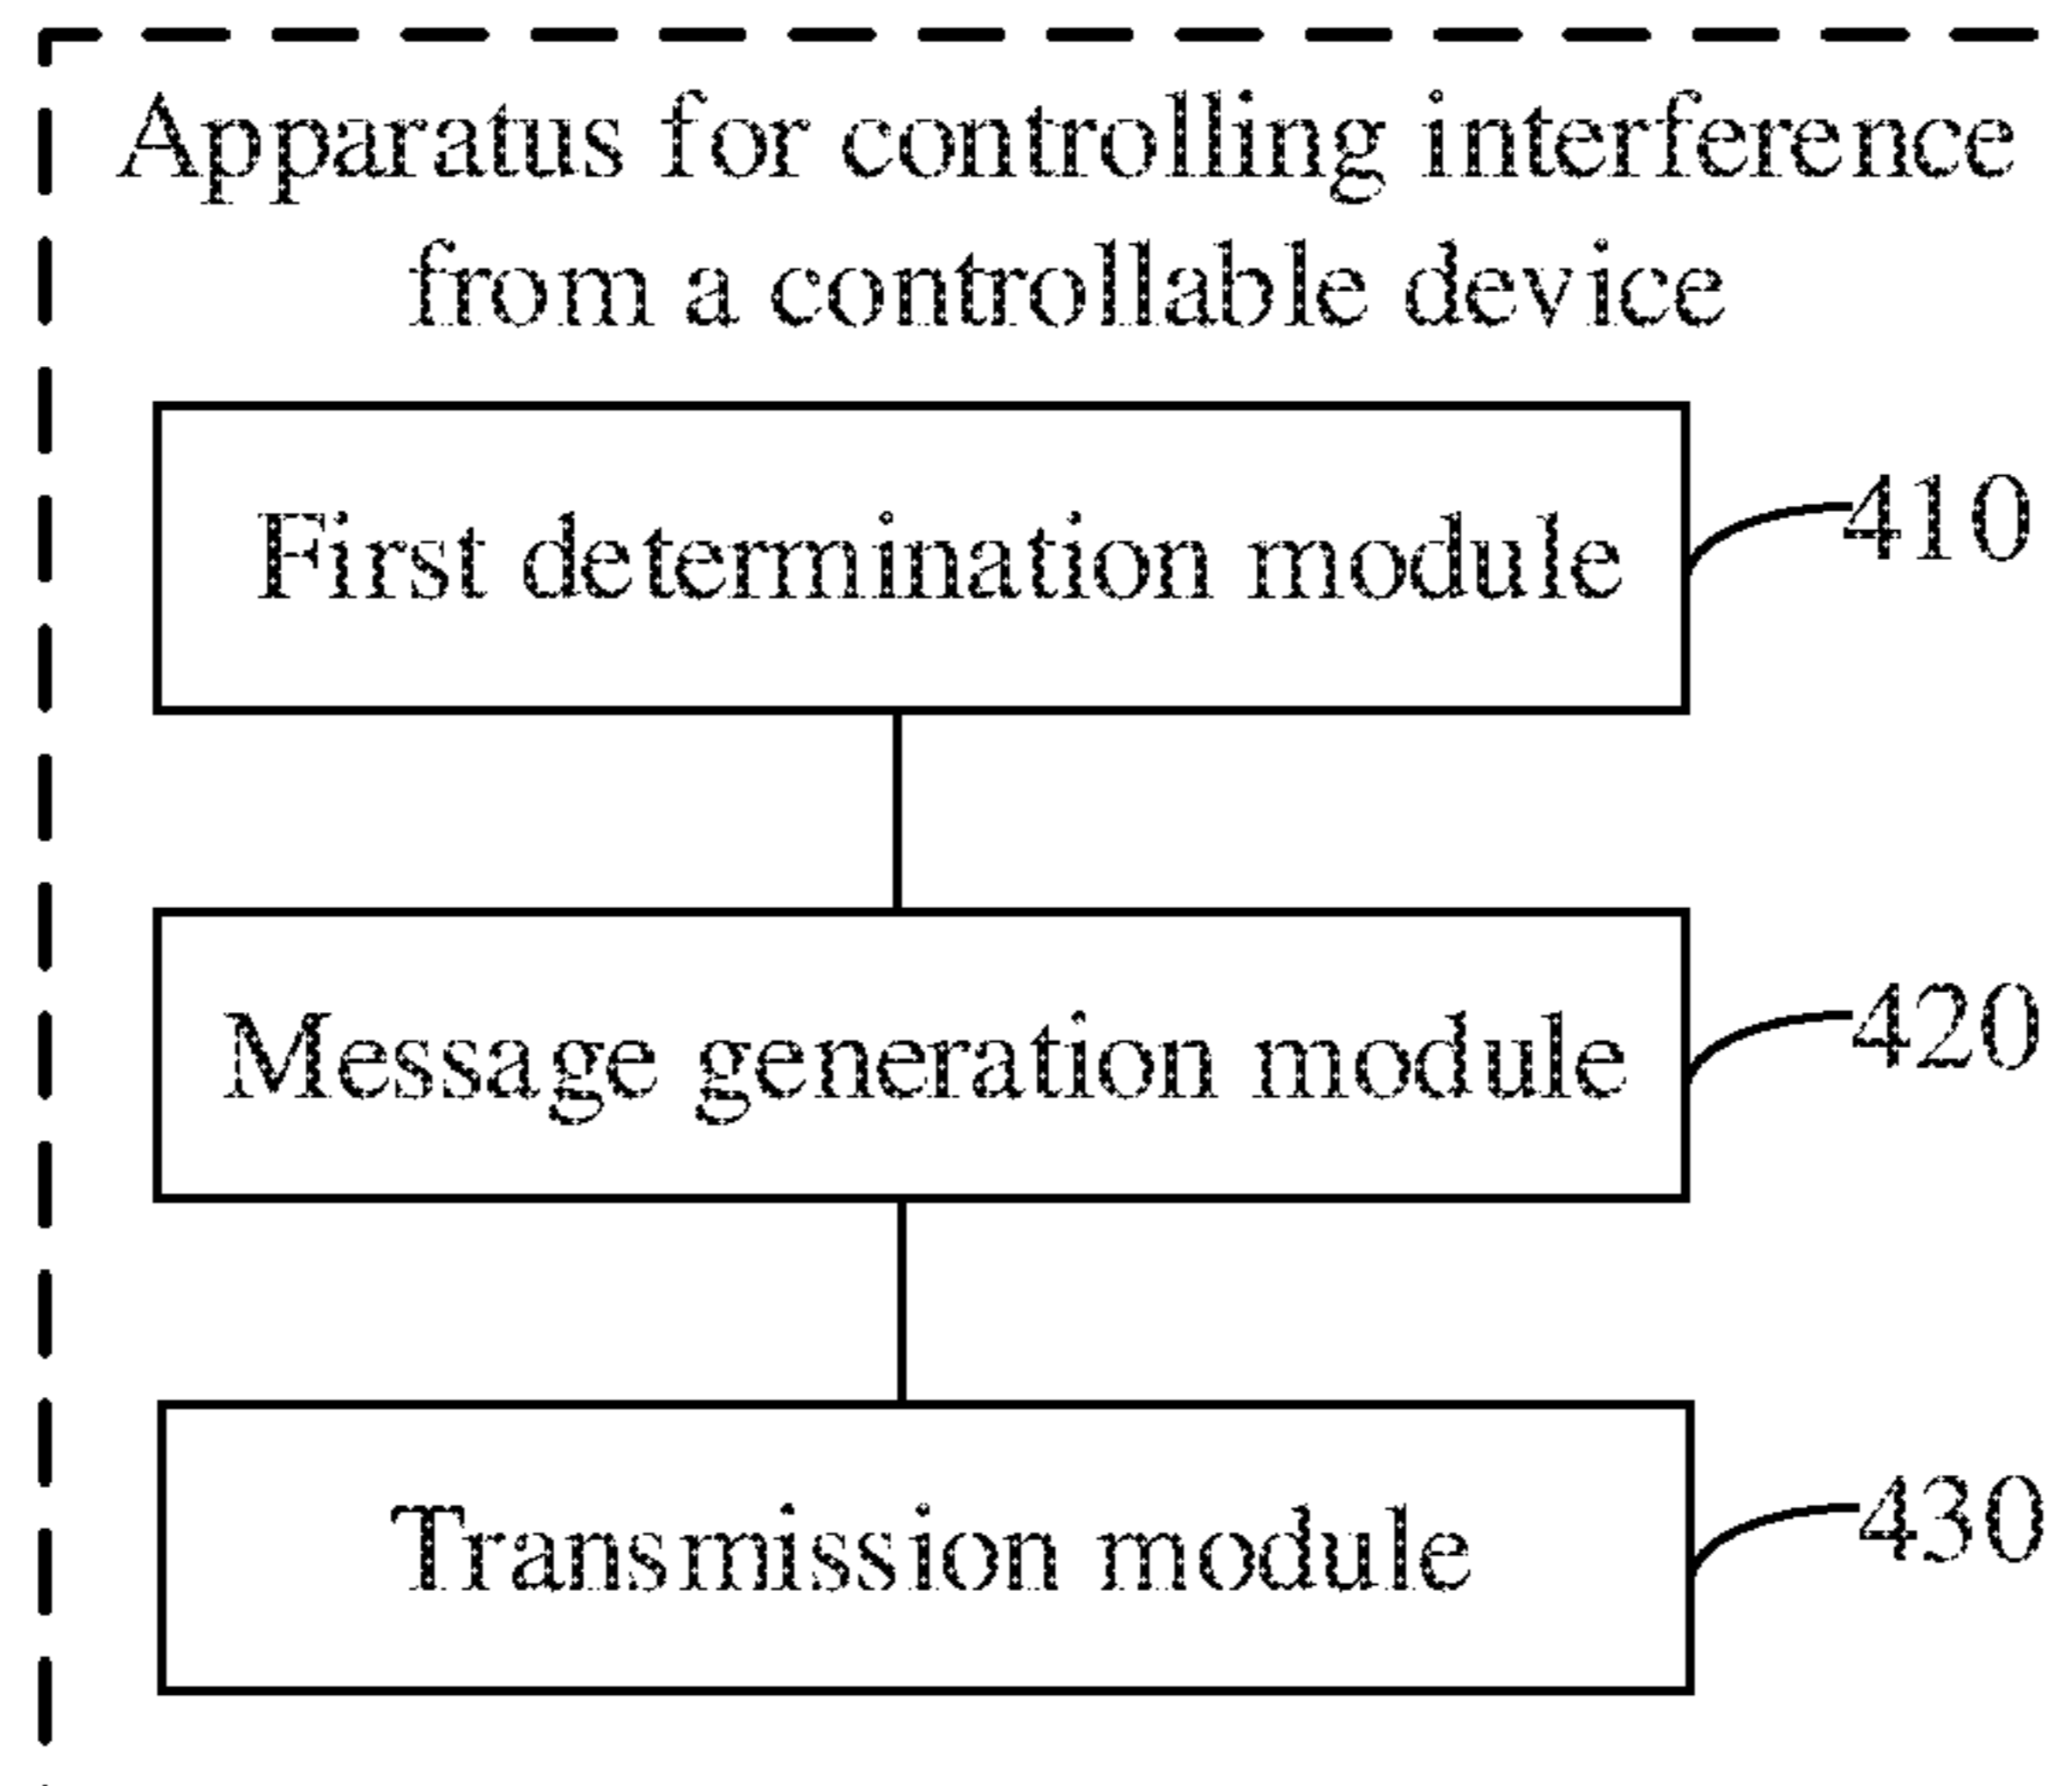 Apparatus for controlling interference
from a controllable device
First determination module
410
Message generation module
420
Transmission module
430